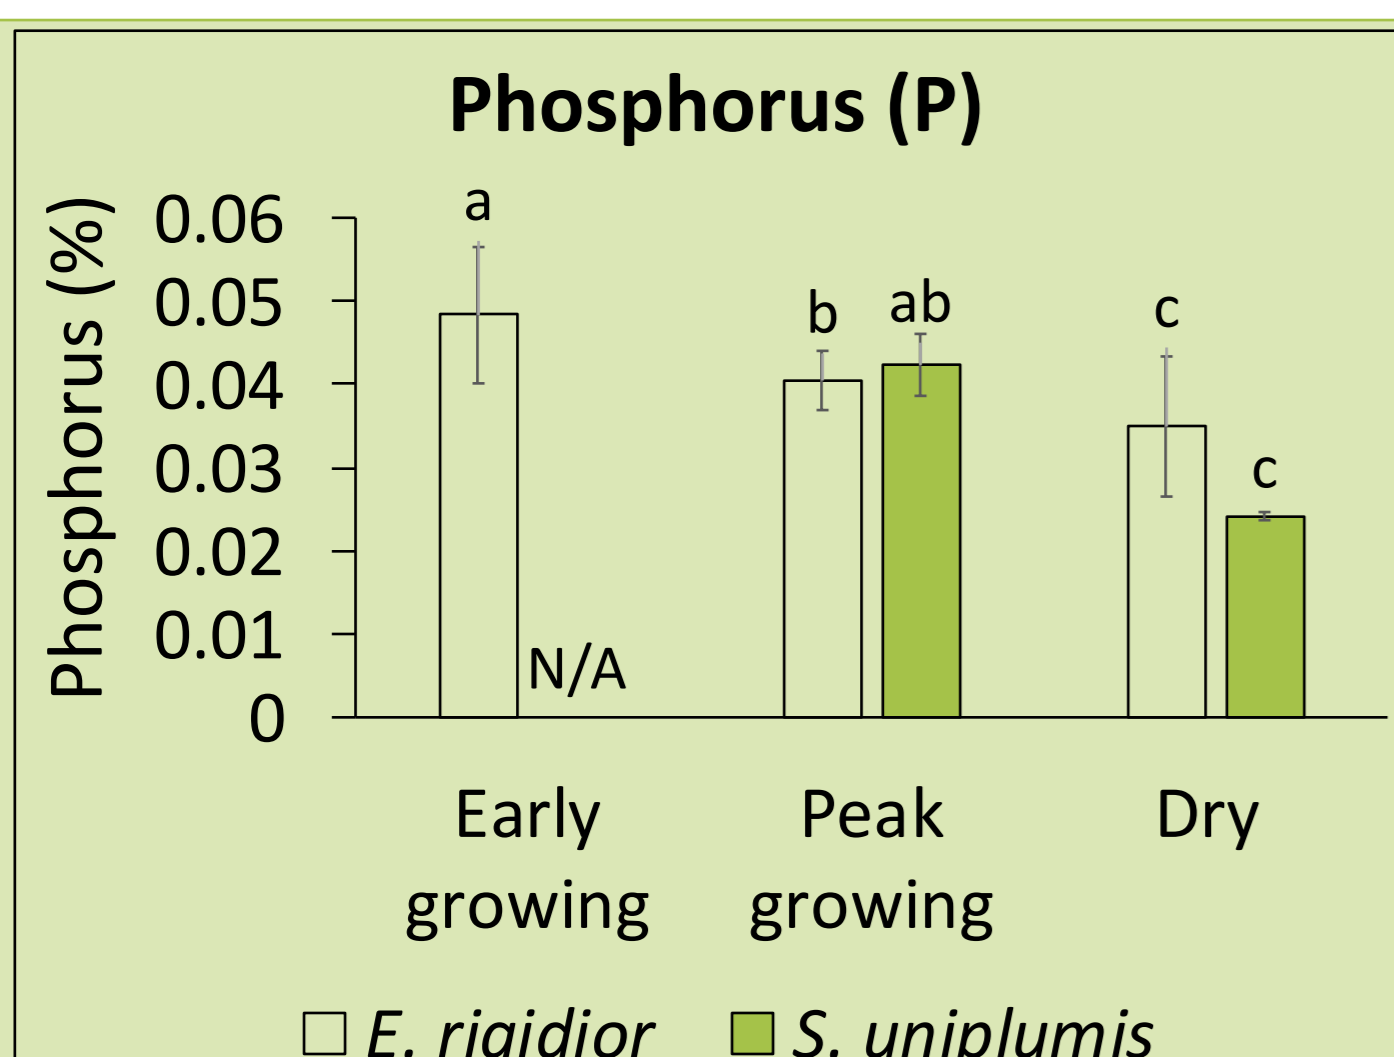 Phosphorus (P)
Phosphorus (%)
0.06
0.05
0.04
0.03
0.02
0.01
0
a
N/A
b
ab
c
c
Early
growing
Peak
growing
Dry
E. rigidior
S. uniplumis